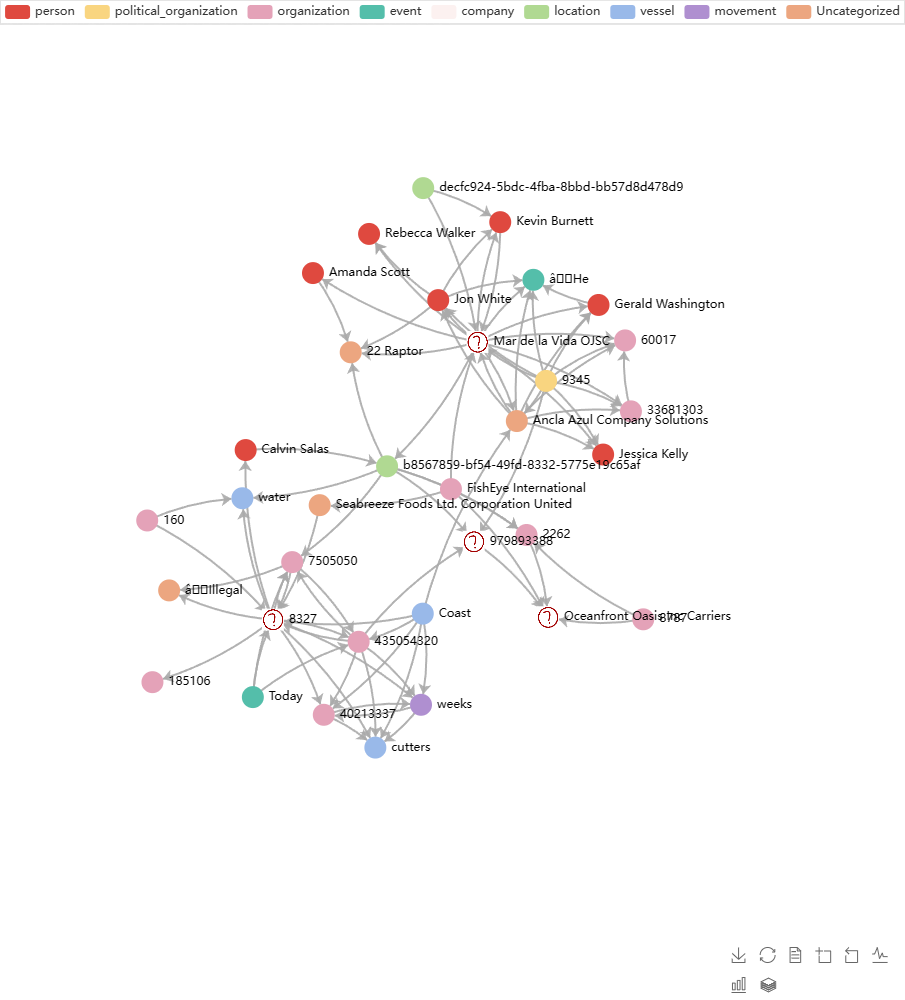 person political_organization organization event company location vessel movement Uncategorized
decfc924-5bdc-4fba-8bbd-bb57d8d478d9
Kevin Burnett
Rebecca Walker
Amanda Scott
â€He
Jon White
Gerald Washington
Mar de la Vida OJSC
60017
22 Raptor
9345
33681303
Ancla Azul Company Solutions
Calvin Salas
Jessica Kelly
b8567859-bf54-49fd-8332-5775e19c65af
FishEye International
water
Seabreeze Foods Ltd. Corporation United
160
2262
979893388
7505050
â€Illegal
Coast
Oceanfront Oasis Inc Carriers
8787
8327
435054320
185106
Today
weeks
40213337
cutters